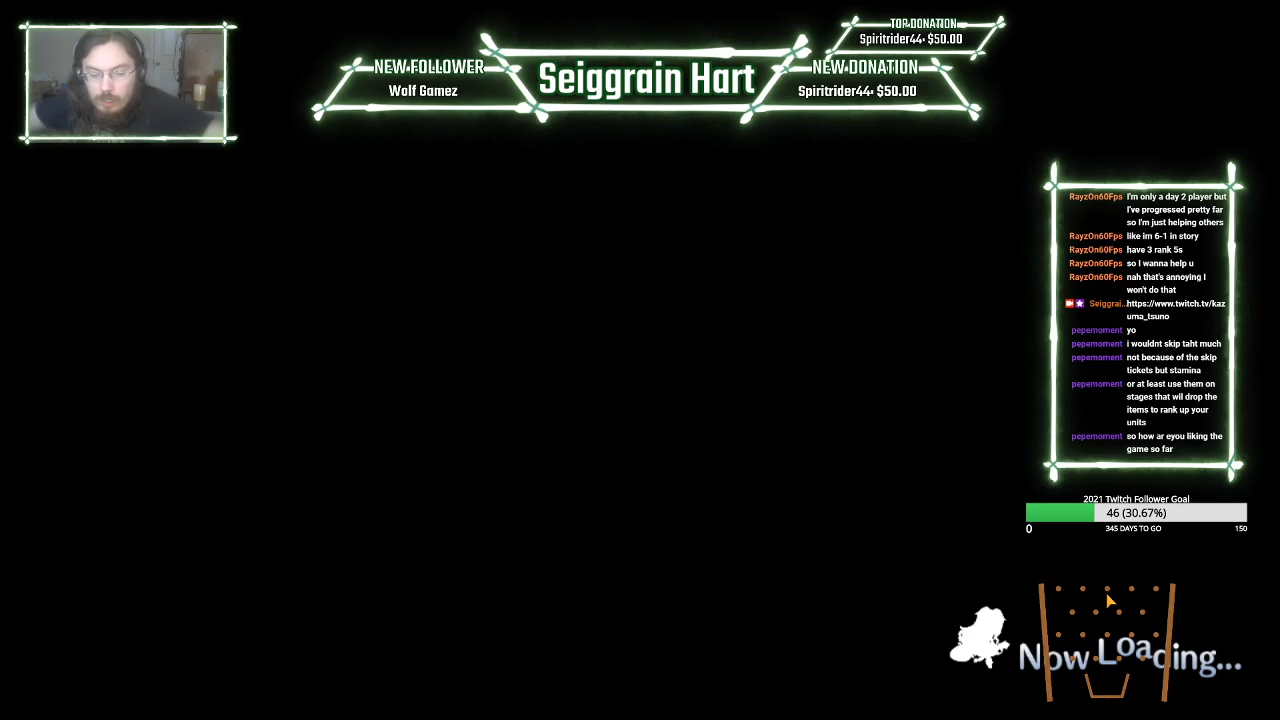 TOP DONATION
Spiritrider44: $50.00
NEW FOLLOWER
Wolf Gamez
Seiggrain Hart
NEW DONATION
Spiritrider44: $50.00
RayzOn60Fps I'm only a day 2 player but
I've progressed pretty far
so I'm just helping others
RayzOn60Fps like im 6-1 in story
RayzOn60Fps have 3 rank 5s
RayzOn60Fps so I wanna help u
RayzOn60Fps nah that's annoying I
won't do that
Seiggrai... https://www.twitch.tv/kaz
uma_tsuno
pepemoment yo
pepemoment i wouldnt skip taht much
pepemoment not because of the skip
tickets but stamina
pepemoment or at least use them on
stages that wil drop the
items to rank up your
units
pepemoment so how ar eyou liking the
game so far
2021 Twitch Follower Goal
46 (30.67%)
0 345 DAYS TO GO 150
Now Loading...